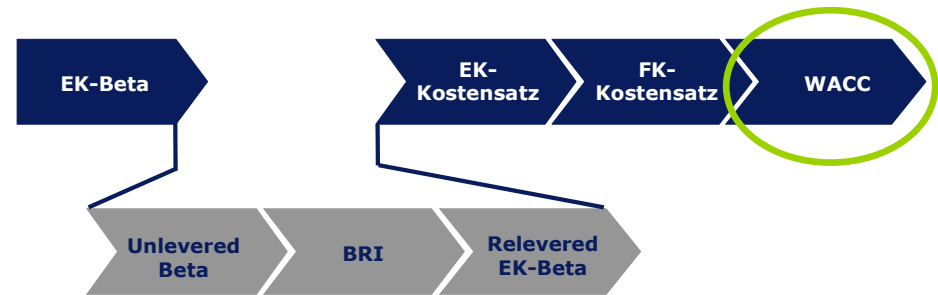 EK-Beta
EK-
Kostensatz
FK-
Kostensatz
WACC
Unlevered
Beta
BRI
Relevered
EK-Beta